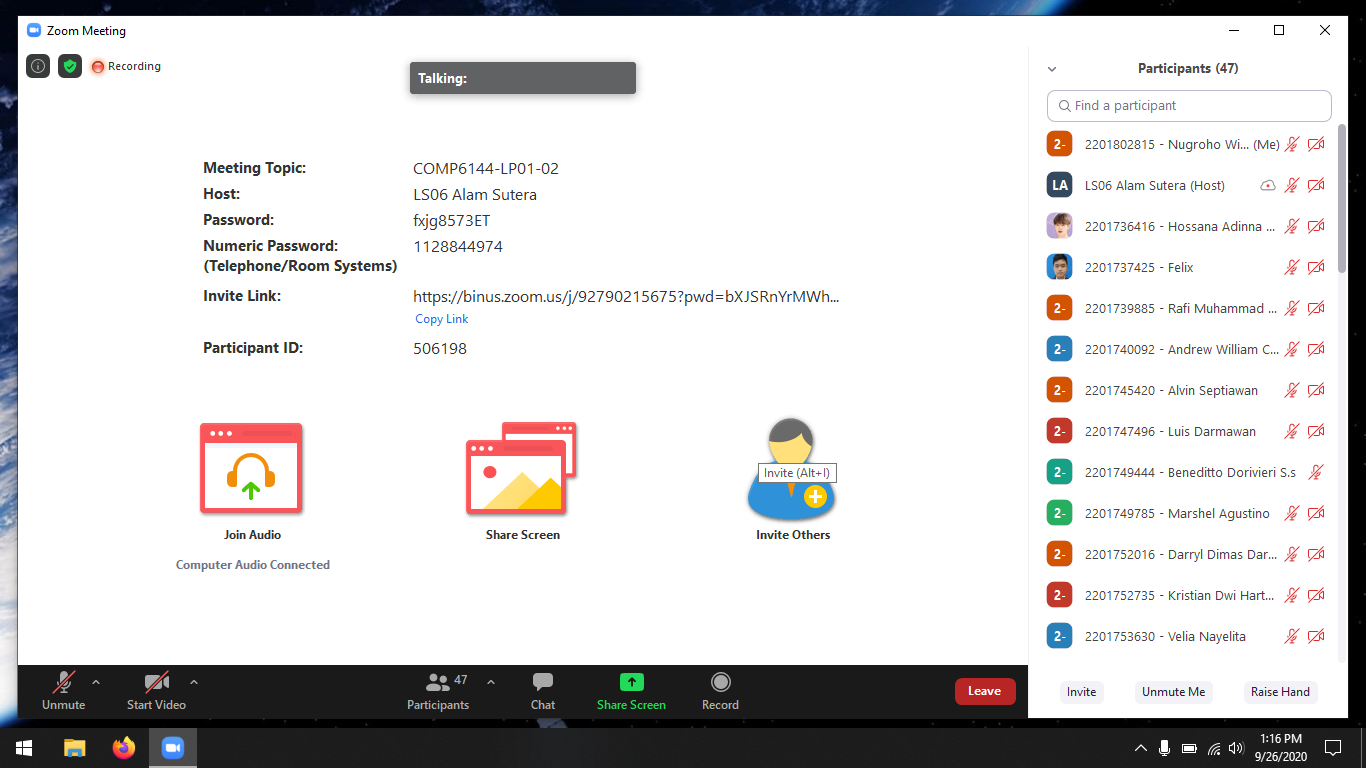 Zoom Meeting
Recording
Talking:
Meeting Topic: COMP6144-LP01-02
Host: LS06 Alam Sutera
Password: fxjg8573ET
Numeric Password: 1128844974
(Telephone/Room Systems)
Invite Link: https://binus.zoom.us/j/92790215675?pwd=bXJSRnYrMWh...
Copy Link
Participant ID: 506198
Join Audio
Computer Audio Connected
Share Screen
Invite (Alt+I)
Invite Others
Participants (47)
Find a participant
2- 2201802815 - Nugroho Wi... (Me)
LA LS06 Alam Sutera (Host)
2201736416 - Hossana Adinna ...
2201737425 - Felix
2- 2201739885 - Rafi Muhammad ...
2- 2201740092 - Andrew William C...
2- 2201745420 - Alvin Septiawan
2- 2201747496 - Luis Darmawan
2- 2201749444 - Beneditto Dorivieri S.s
2- 2201749785 - Marshel Agustino
2- 2201752016 - Darryl Dimas Dar...
2- 2201752735 - Kristian Dwi Hart...
2- 2201753630 - Velia Nayelita
Invite
Unmute Me
Raise Hand
Unmute
Start Video
47
Participants
Chat
Share Screen
Record
Leave
1:16 PM
9/26/2020